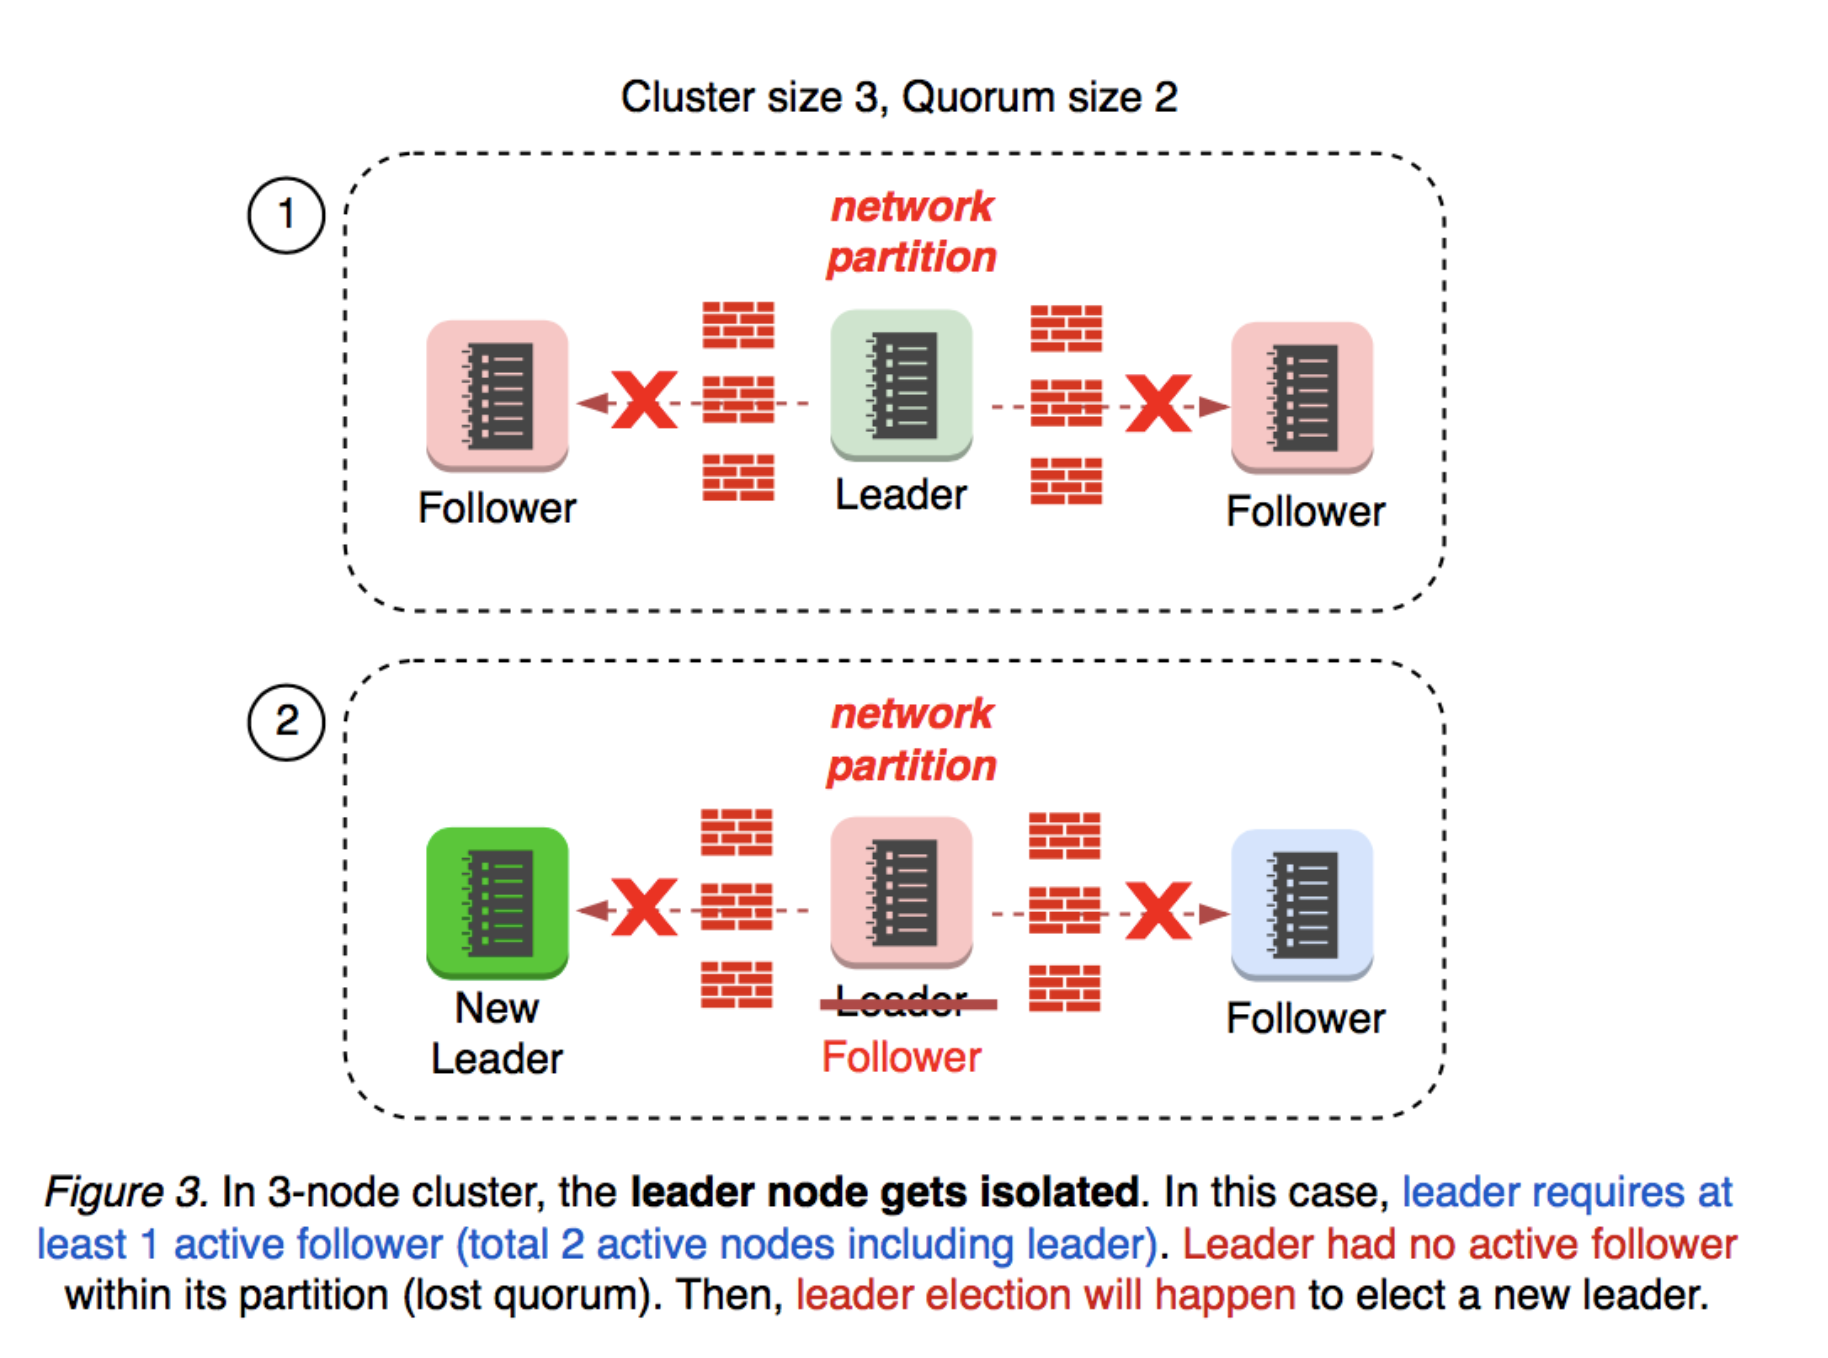 Cluster size 3, Quorum size 2
1
network
partition
Follower
Leader
Follower
2
network
partition
New
Leader
Leader
Follower
Follower
Figure 3. In 3-node cluster, the leader node gets isolated. In this case, leader requires at
least 1 active follower (total 2 active nodes including leader). Leader had no active follower
within its partition (lost quorum). Then, leader election will happen to elect a new leader.